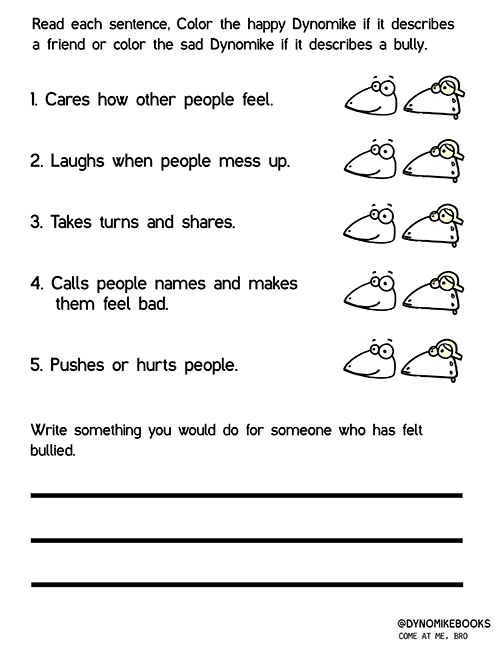 Read each sentence, Color the happy Dynomike if it describes
a friend or color the sad Dynomike if it describes a bully.
1. Cares how other people feel.
2. Laughs when people mess up.
3. Takes turns and shares.
4. Calls people names and makes
them feel bad.
5. Pushes or hurts people.
Write something you would do for someone who has felt
bullied.
@DYNOMIKEBOOKS
COME AT ME, BRO